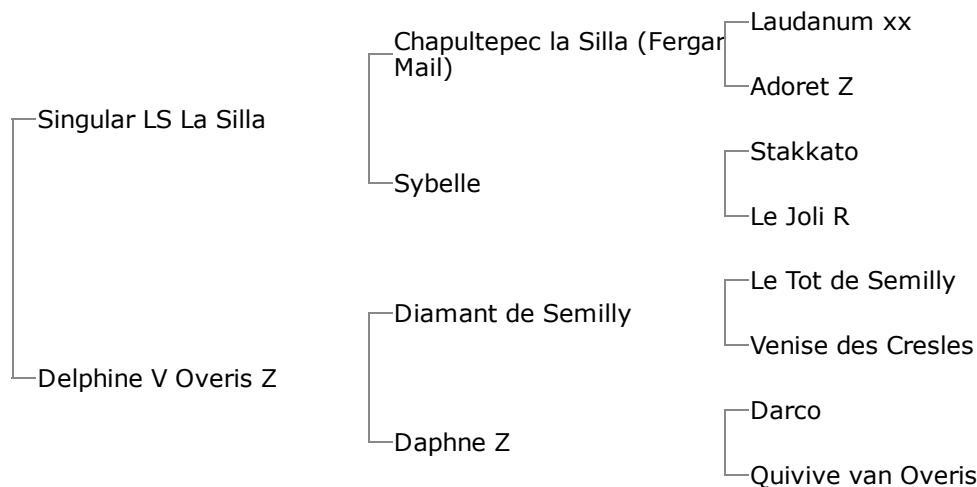 Laudanum xx
Chapultepec la Silla (Fergar
Mail)
Adoret Z
Singular LS La Silla
Stakkato
Sybelle
Le Joli R
Le Tot de Semilly
Diamant de Semilly
Venise des Cresles
Delphine V Overis Z
Darco
Daphne Z
Quivive van Overis